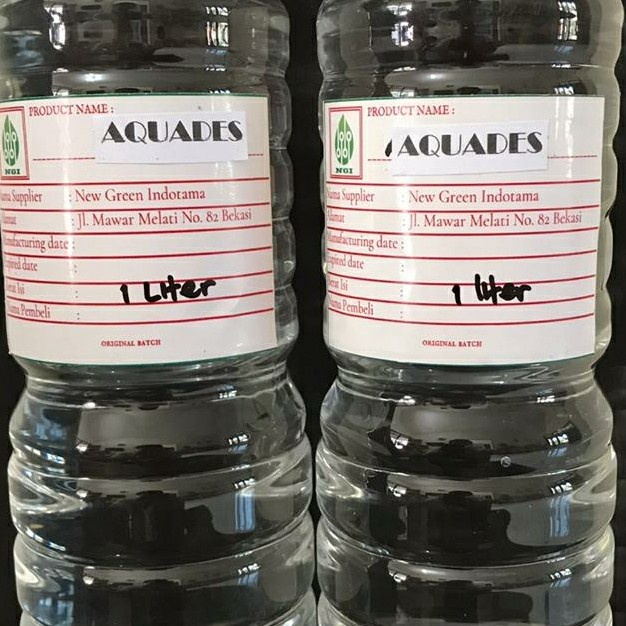 PRODUCT NAME :
AQUADES
NGI
Nama Supplier : New Green Indotama
Alamat : Jl. Mawar Melati No. 82 Bekasi
Manufacturing date :
Expired date :
Berat Isi : 1 Liter
Nama Pembeli :
ORIGINAL BATCH
PRODUCT NAME :
AQUADES
NGI
Nama Supplier : New Green Indotama
Alamat : Jl. Mawar Melati No. 82 Bekasi
Manufacturing date :
Expired date :
Berat Isi : 1 liter
Nama Pembeli :
ORIGINAL BATCH